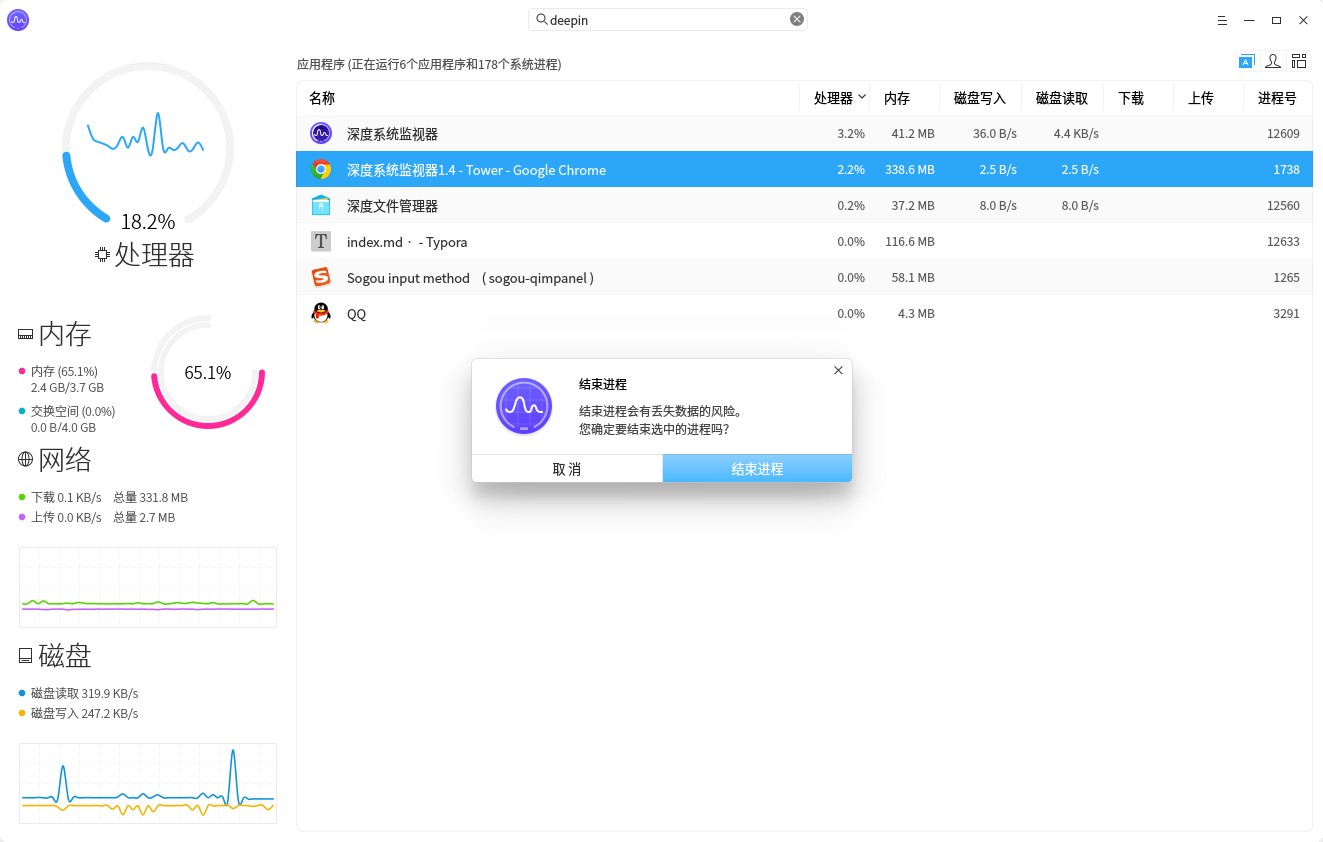 deepin
应用程序 (正在运行6个应用程序和178个系统进程)
A
名称 处理器 内存 磁盘写入 磁盘读取 下载 上传 进程号
深度系统监视器 3.2% 41.2 MB 36.0 B/s 4.4 KB/s 12609
深度系统监视器1.4 - Tower - Google Chrome 2.2% 338.6 MB 2.5 B/s 2.5 B/s 1738
深度文件管理器 0.2% 37.2 MB 8.0 B/s 8.0 B/s 12560
T index.md · - Typora 0.0% 116.6 MB 12633
Sogou input method （sogou-qimpanel） 0.0% 58.1 MB 1265
QQ 0.0% 4.3 MB 3291
18.2%
处理器
内存
内存 (65.1%)
2.4 GB/3.7 GB
交换空间 (0.0%)
0.0 B/4.0 GB
65.1%
网络
下载 0.1 KB/s 总量 331.8 MB
上传 0.0 KB/s 总量 2.7 MB
磁盘
磁盘读取 319.9 KB/s
磁盘写入 247.2 KB/s
结束进程
结束进程会有丢失数据的风险。
您确定要结束选中的进程吗?
取 消 结束进程